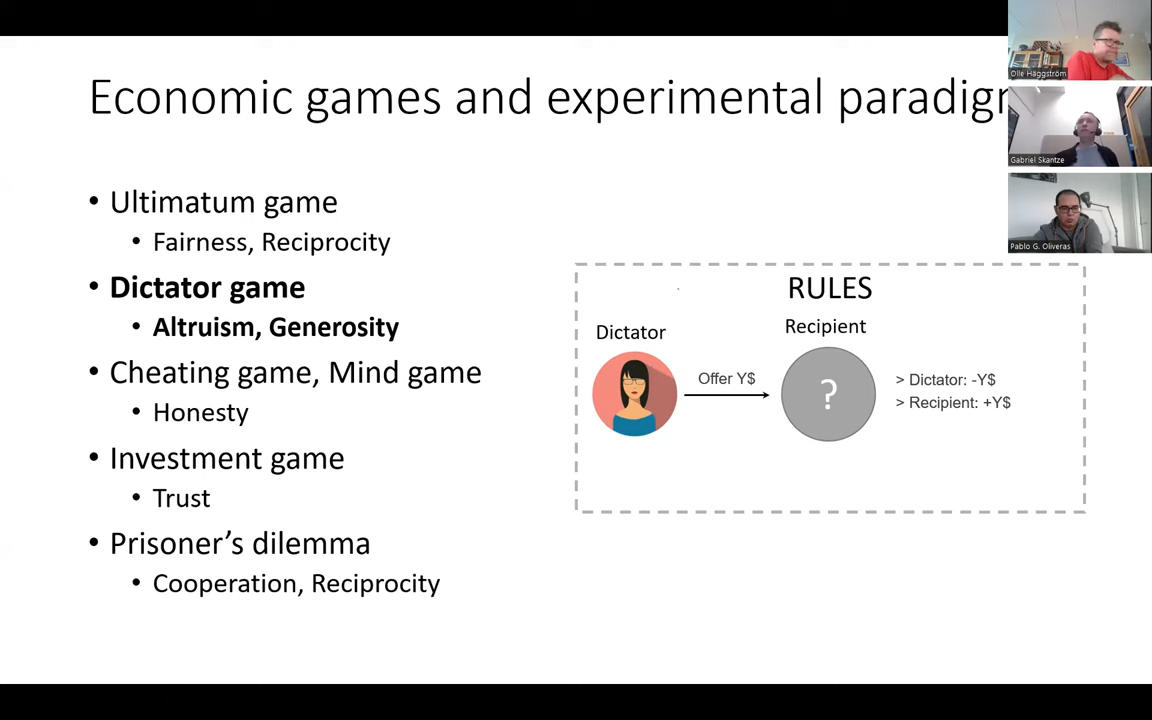 Economic games and experimental paradig
Olle Häggström
Gabriel Skantze
Pablo G. Oliveras
• Ultimatum game
• Fairness, Reciprocity
• Dictator game
• Altruism, Generosity
• Cheating game, Mind game
• Honesty
• Investment game
• Trust
• Prisoner’s dilemma
• Cooperation, Reciprocity
RULES
Dictator
Recipient
Offer Y$
?
> Dictator: -Y$
> Recipient: +Y$